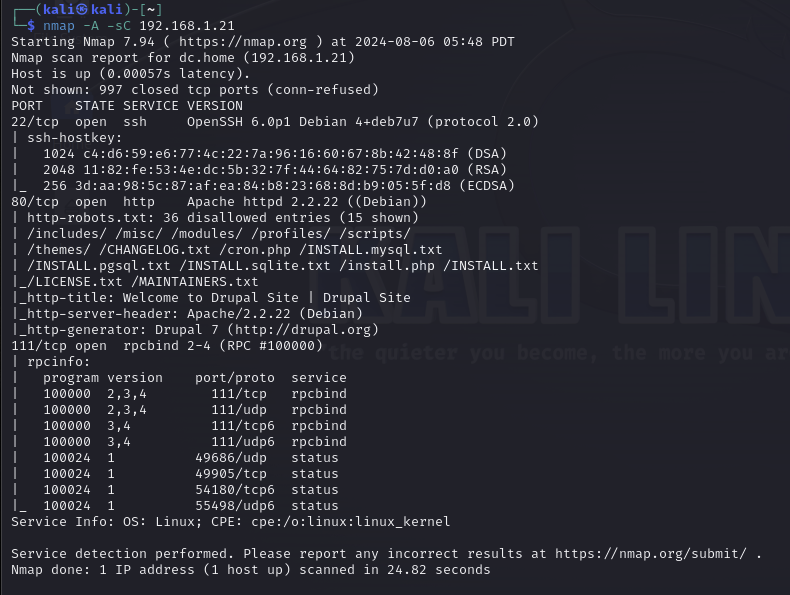 ┌──(kali㉿kali)-[~]
└─$ nmap -A -sC 192.168.1.21
Starting Nmap 7.94 ( https://nmap.org ) at 2024-08-06 05:48 PDT
Nmap scan report for dc.home (192.168.1.21)
Host is up (0.00057s latency).
Not shown: 997 closed tcp ports (conn-refused)
PORT    STATE SERVICE VERSION
22/tcp  open  ssh     OpenSSH 6.0p1 Debian 4+deb7u7 (protocol 2.0)
| ssh-hostkey:
|   1024 c4:d6:59:e6:77:4c:22:7a:96:16:60:67:8b:42:48:8f (DSA)
|   2048 11:82:fe:53:4e:dc:5b:32:7f:44:64:82:75:7d:d0:a0 (RSA)
|_  256 3d:aa:98:5c:87:af:ea:84:b8:23:68:8d:b9:05:5f:d8 (ECDSA)
80/tcp  open  http    Apache httpd 2.2.22 ((Debian))
| http-robots.txt: 36 disallowed entries (15 shown)
| /includes/ /misc/ /modules/ /profiles/ /scripts/
| /themes/ /CHANGELOG.txt /cron.php /INSTALL.mysql.txt
| /INSTALL.pgsql.txt /INSTALL.sqlite.txt /install.php /INSTALL.txt
|_/LICENSE.txt /MAINTAINERS.txt
|_http-title: Welcome to Drupal Site | Drupal Site
|_http-server-header: Apache/2.2.22 (Debian)
|_http-generator: Drupal 7 (http://drupal.org)
111/tcp open  rpcbind 2-4 (RPC #100000)
| rpcinfo:
|   program version    port/proto  service
|   100000  2,3,4        111/tcp   rpcbind
|   100000  2,3,4        111/udp   rpcbind
|   100000  3,4          111/tcp6  rpcbind
|   100000  3,4          111/udp6  rpcbind
|   100024  1          49686/udp   status
|   100024  1          49905/tcp   status
|   100024  1          54180/tcp6  status
|_  100024  1          55498/udp6  status
Service Info: OS: Linux; CPE: cpe:/o:linux:linux_kernel

Service detection performed. Please report any incorrect results at https://nmap.org/submit/ .
Nmap done: 1 IP address (1 host up) scanned in 24.82 seconds
KALI LIN
"the quieter you become, the more you ar